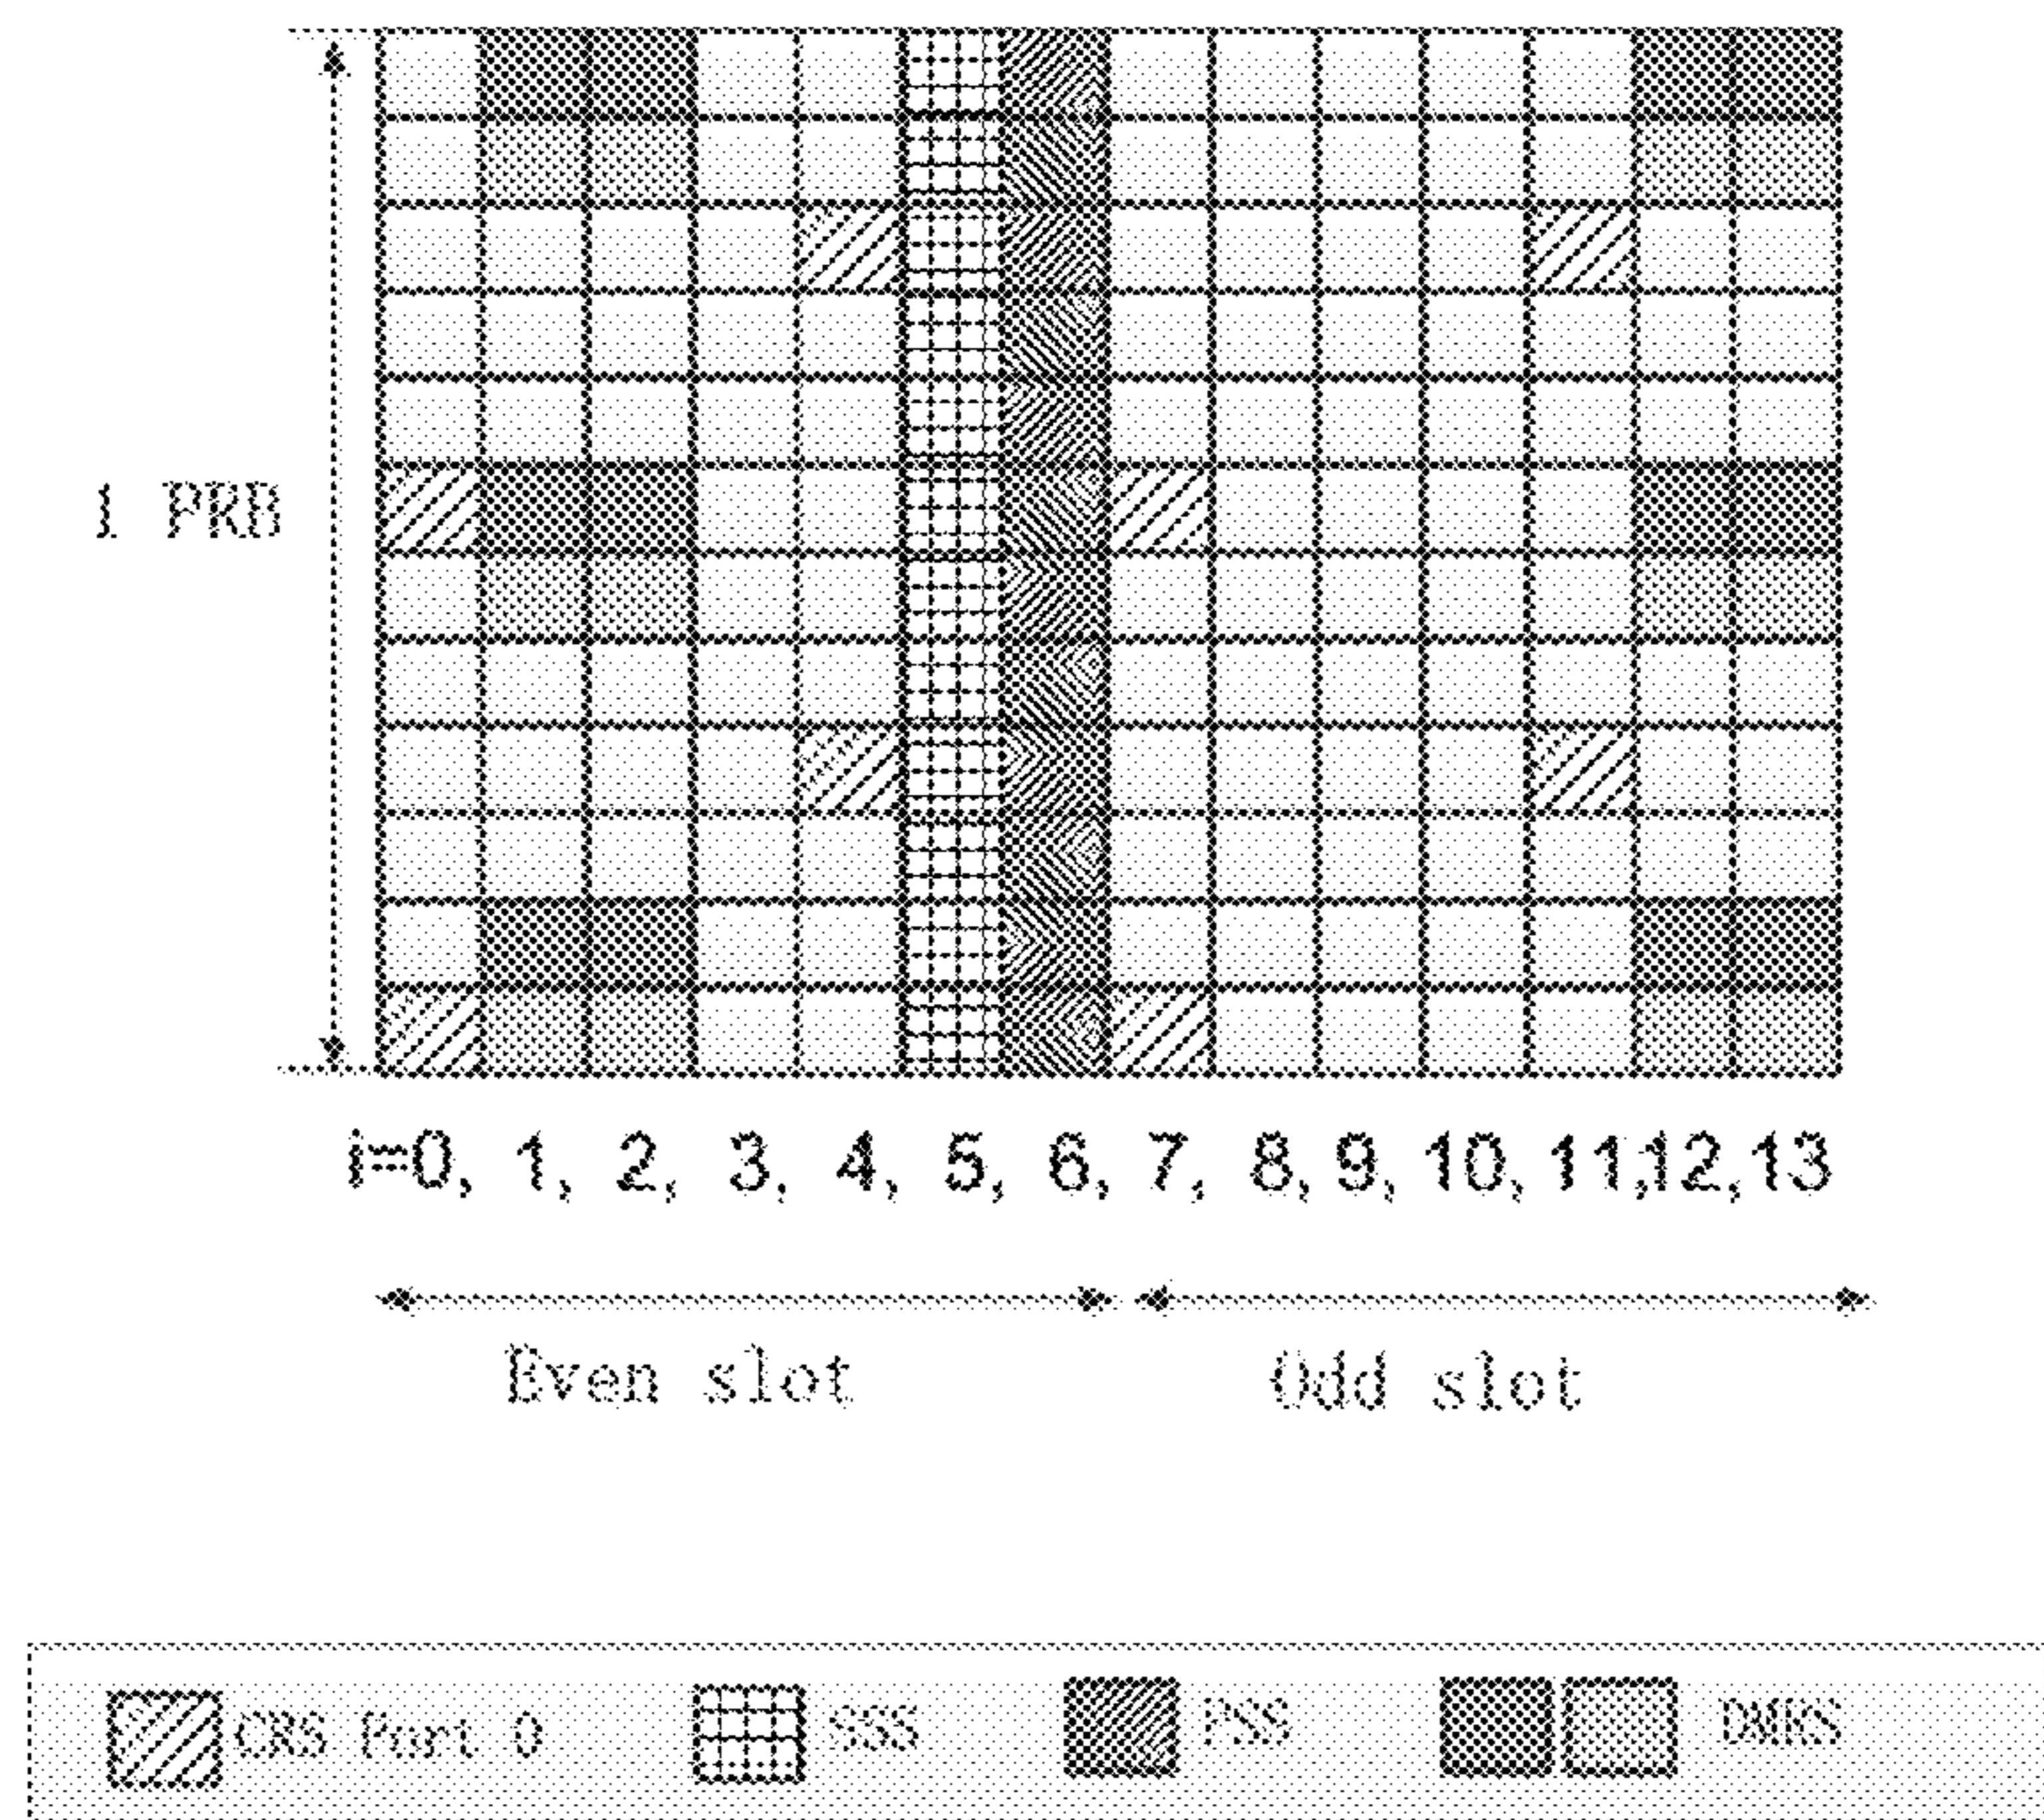 1 PRB
i=0, 1, 2, 3, 4, 5, 6, 7, 8, 9, 10, 11,12,13
Even slot
Odd slot
CRS Port 0
SSS
PSS
DMRS